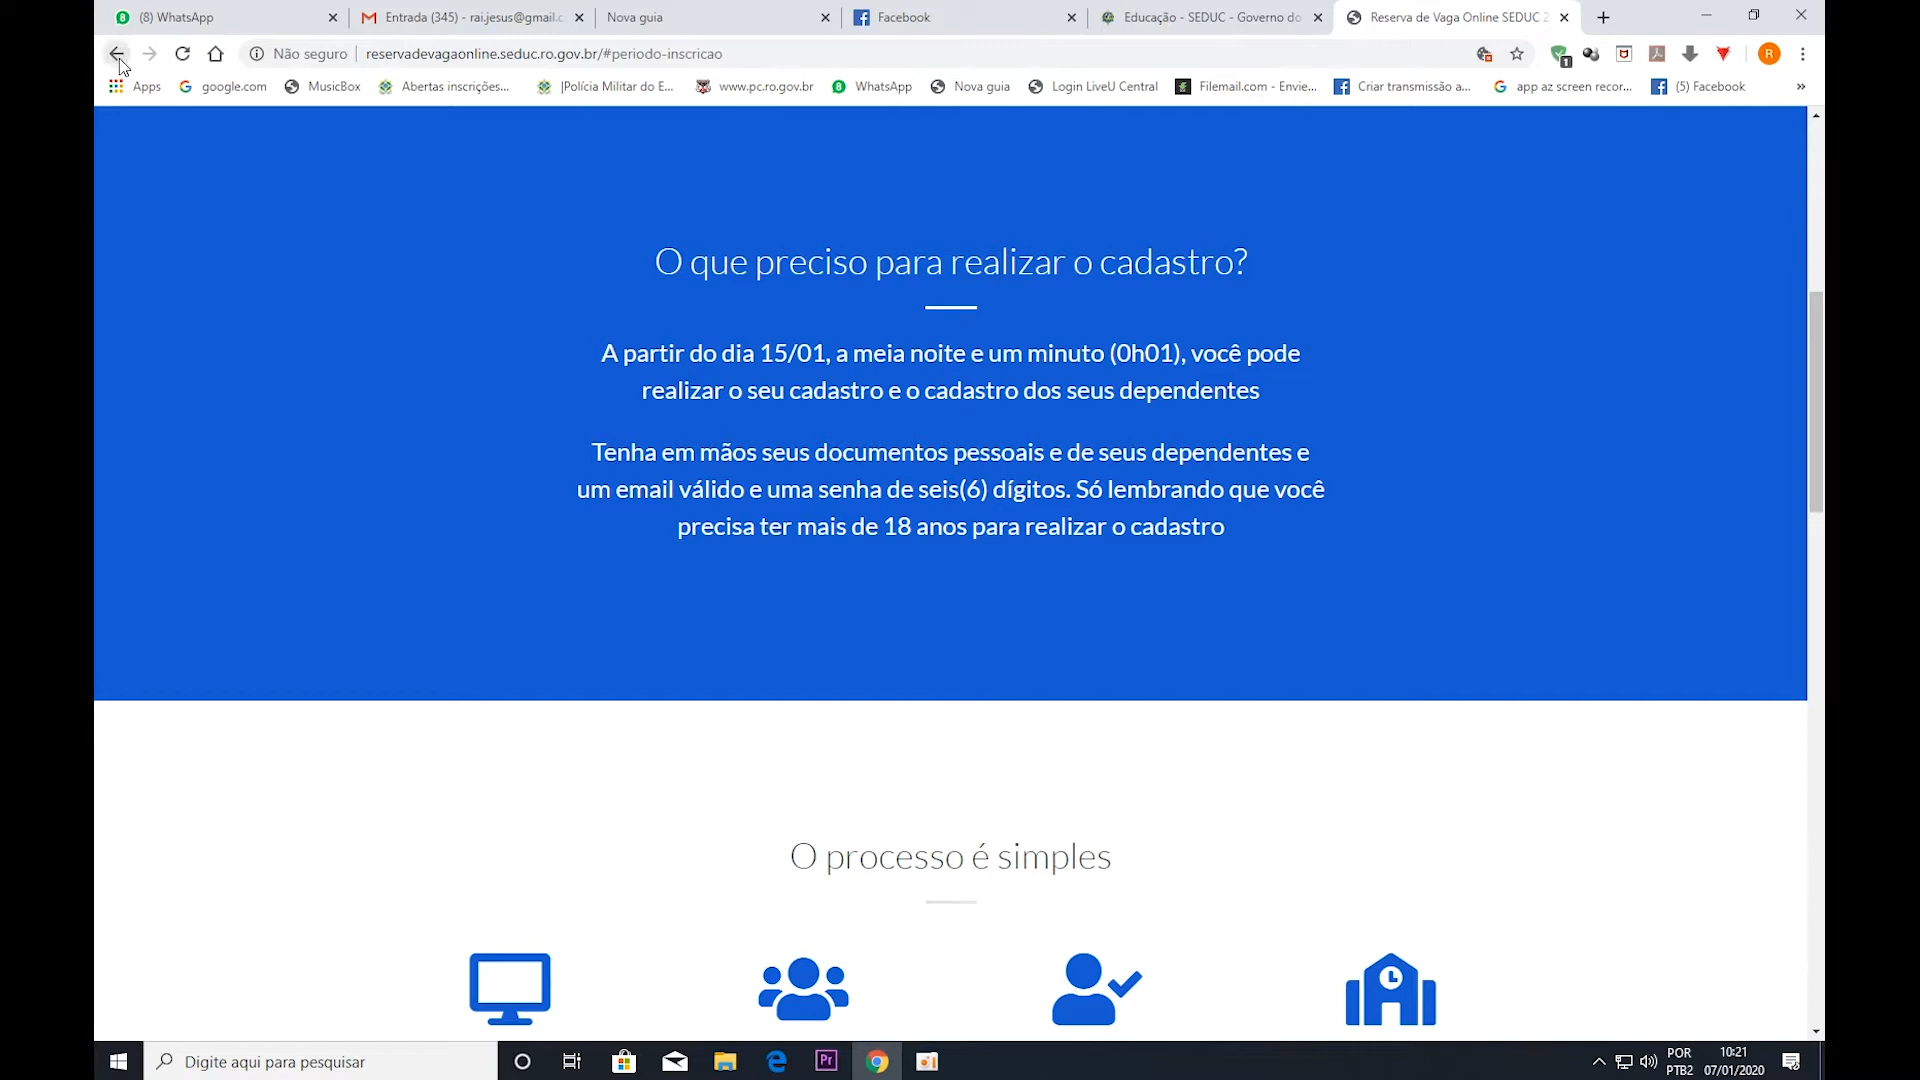 (8) WhatsApp
Entrada (345) - rai.jesus@gmail.c
Nova guia
Facebook
Educação - SEDUC - Governo do
Reserva de Vaga Online SEDUC 2
Não seguro
reservadevagaonline.seduc.ro.gov.br/#periodo-inscricao
1
R
Apps
google.com
MusicBox
Abertas inscrições...
|Polícia Militar do E...
www.pc.ro.gov.br
WhatsApp
Nova guia
Login LiveU Central
Filemail.com - Envie...
Criar transmissão a...
app az screen recor...
(5) Facebook
»
O que preciso para realizar o cadastro?
A partir do dia 15/01, a meia noite e um minuto (0h01), você pode
realizar o seu cadastro e o cadastro dos seus dependentes
Tenha em mãos seus documentos pessoais e de seus dependentes e
um email válido e uma senha de seis(6) dígitos. Só lembrando que você
precisa ter mais de 18 anos para realizar o cadastro
O processo é simples
Digite aqui para pesquisar
Pr
POR
PTB2
10:21
07/01/2020